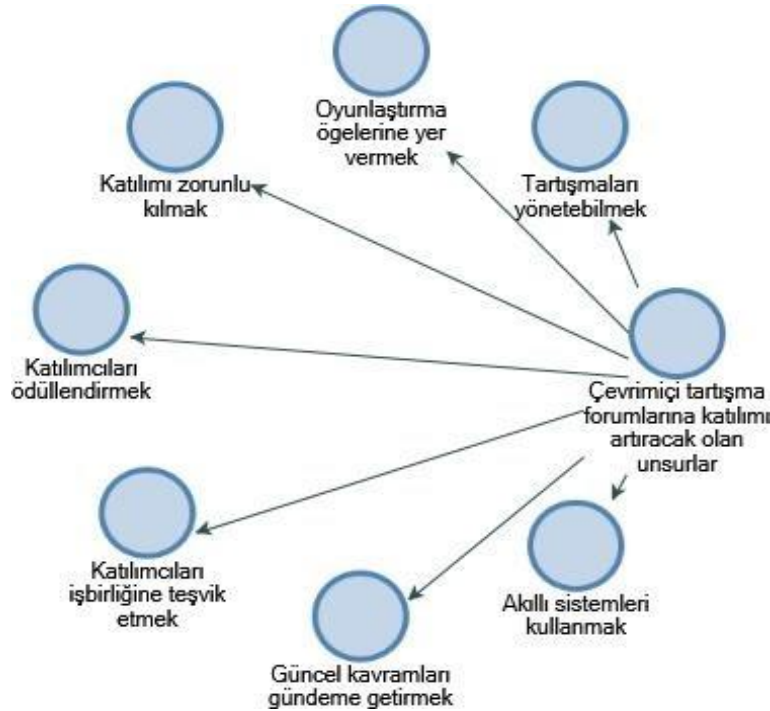 Oyunlaştırma
ögelerine yer
vermek
Tartışmaları
yönetebilmek
Katılımı zorunlu
kılmak
Katılımcıları
ödüllendirmek
Çevrimiçi tartışma
forumlarına katılımı
artıracak olan
unsurlar
Katılımcıları
işbirliğine teşvik
etmek
Akıllı sistemleri
kullanmak
Güncel kavramları
gündeme getirmek